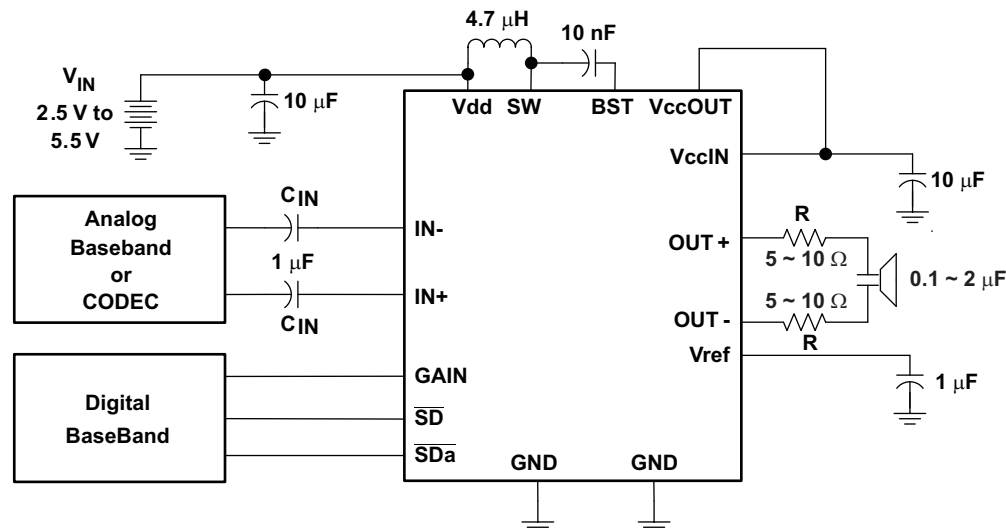 4.7 μH
10 nF
V_IN
2.5 V to
5.5 V
10 μF
Vdd
SW
BST
VccOUT
VccIN
10 μF
Analog
Baseband
or
CODEC
C_IN
1 μF
C_IN
IN-
IN+
OUT +
R
5 ~ 10 Ω
0.1 ~ 2 μF
5 ~ 10 Ω
OUT -
R
Vref
1 μF
Digital
BaseBand
GAIN
S̅D̅
S̅D̅a̅
GND
GND